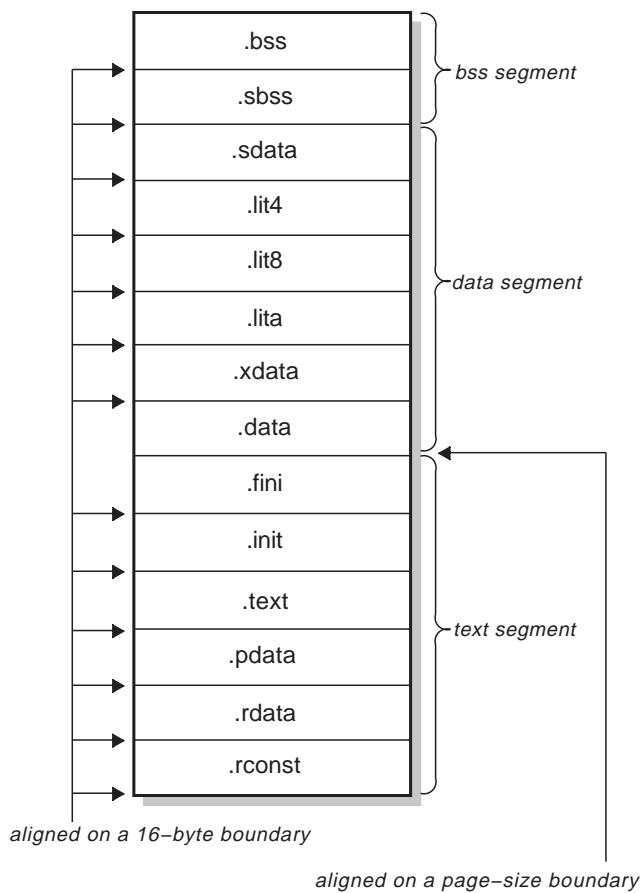 .bss
bss segment
.sbss
.sdata
.lit4
.lit8
data segment
.lita
.xdata
.data
.fini
.init
.text
text segment
.pdata
.rdata
.rconst
aligned on a 16–byte boundary
aligned on a page–size boundary